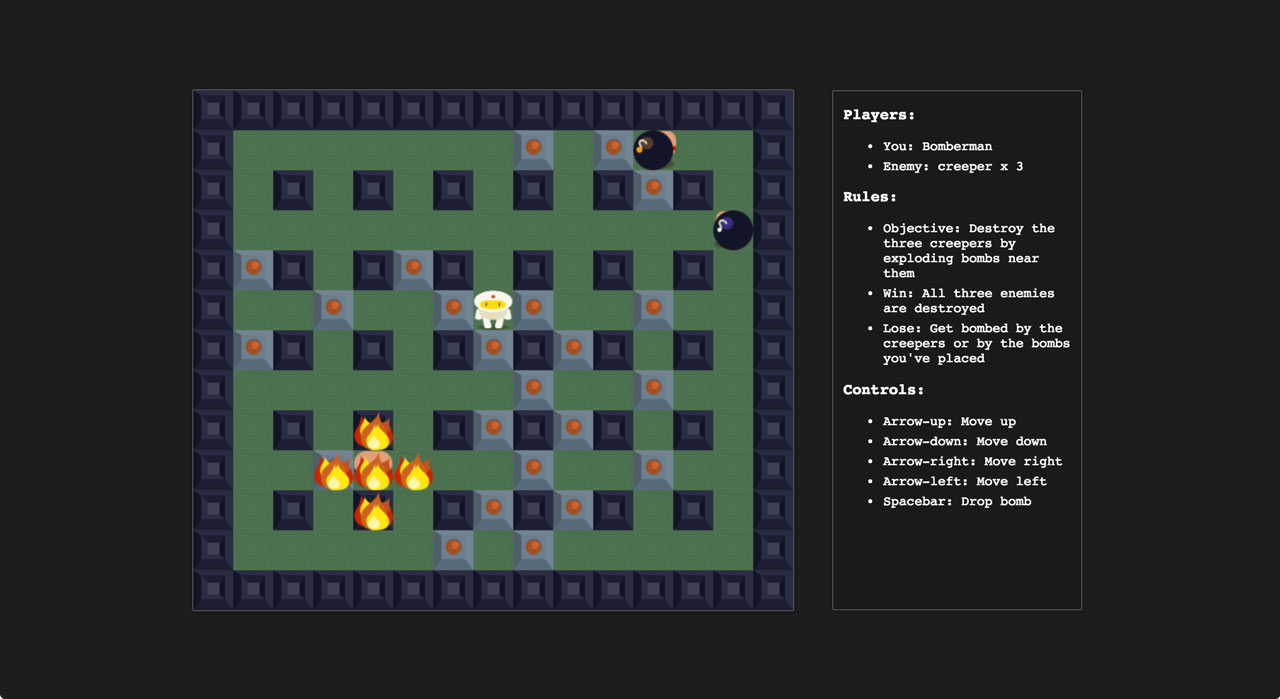 Players:
You: Bomberman
Enemy: creeper x 3
Rules:
Objective: Destroy the
three creepers by
exploding bombs near
them
Win: All three enemies
are destroyed
Lose: Get bombed by the
creepers or by the bombs
you've placed
Controls:
Arrow-up: Move up
Arrow-down: Move down
Arrow-right: Move right
Arrow-left: Move left
Spacebar: Drop bomb